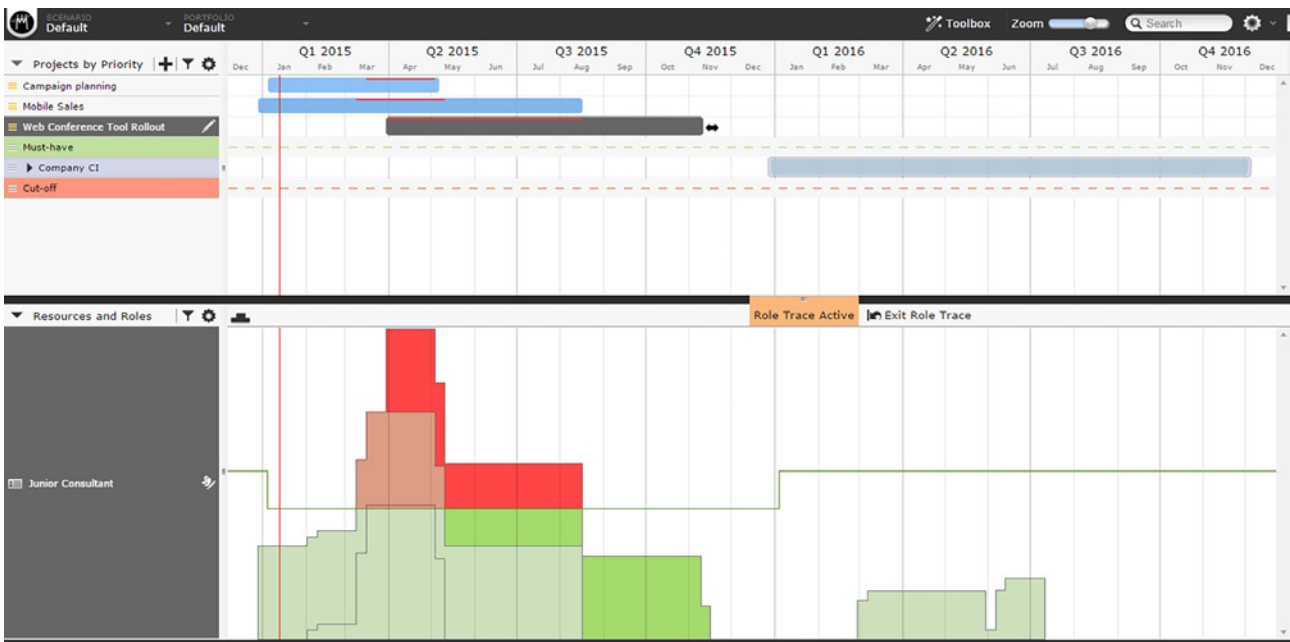 SCENARIO PORTFOLIO
Default Default Toolbox Zoom Search
Q1 2015 Q2 2015 Q3 2015 Q4 2015 Q1 2016 Q2 2016 Q3 2016 Q4 2016
Projects by Priority Dec Jan Feb Mar Apr May Jun Jul Aug Sep Oct Nov Dec Jan Feb Mar Apr May Jun Jul Aug Sep Oct Nov Dec
Campaign planning
Mobile Sales
Web Conference Tool Rollout
Must-have
Company CI
Cut-off
Resources and Roles Role Trace Active Exit Role Trace
Junior Consultant